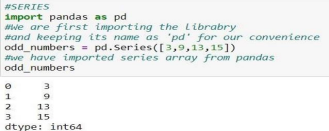 #SERIES
import pandas as pd
#we are first importing the librabry
#and keeping its name as 'pd' for our convenience
odd_numbers = pd.Series([3,9,13,15])
#we have imported series array from pandas
odd_numbers
0 3
1 9
2 13
3 15
dtype: int64